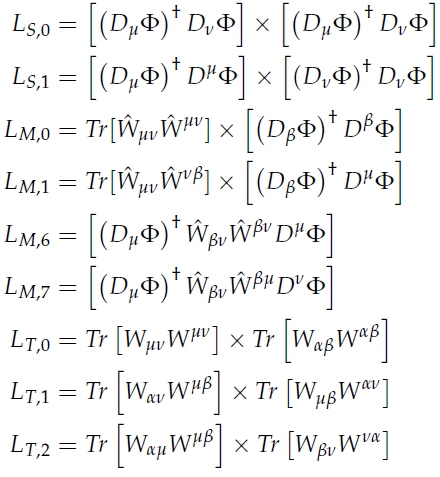 L_{S,0} = [(D_μΦ)^† D_νΦ] × [(D_μΦ)^† D_νΦ]
L_{S,1} = [(D_μΦ)^† D^μΦ] × [(D_νΦ)^† D_νΦ]
L_{M,0} = Tr[Ŵ_{μν}Ŵ^{μν}] × [(D_βΦ)^† D^βΦ]
L_{M,1} = Tr[Ŵ_{μν}Ŵ^{νβ}] × [(D_βΦ)^† D^μΦ]
L_{M,6} = [(D_μΦ)^† Ŵ_{βν}Ŵ^{βν}D^μΦ]
L_{M,7} = [(D_μΦ)^† Ŵ_{βν}Ŵ^{βμ}D^νΦ]
L_{T,0} = Tr [W_{μν}W^{μν}] × Tr [W_{αβ}W^{αβ}]
L_{T,1} = Tr [W_{αν}W^{μβ}] × Tr [W_{μβ}W^{αν}]
L_{T,2} = Tr [W_{αμ}W^{μβ}] × Tr [W_{βν}W^{να}]